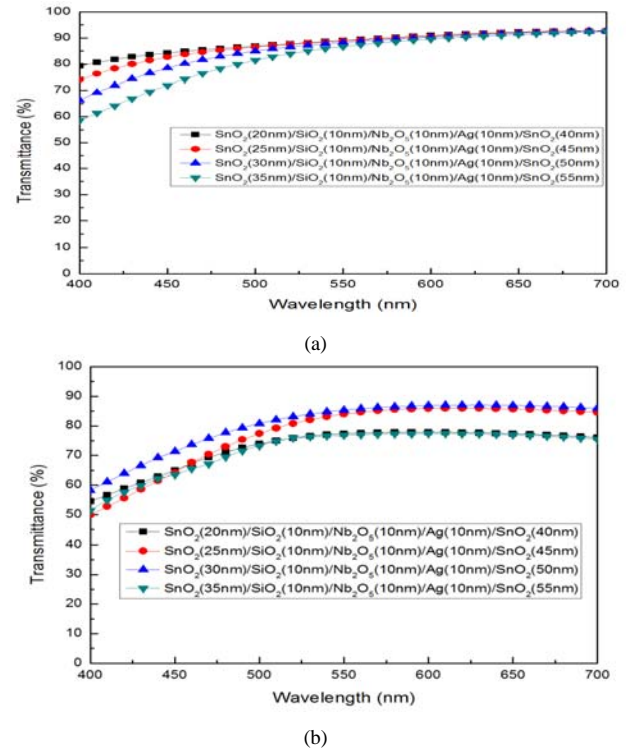 100
90
80
70
60
50
40
30
20
10
0
Transmittance (%)
SnO₂(20nm)/SiO₂(10nm)/Nb₂O₅(10nm)/Ag(10nm)/SnO₂(40nm)
SnO₂(25nm)/SiO₂(10nm)/Nb₂O₅(10nm)/Ag(10nm)/SnO₂(45nm)
SnO₂(30nm)/SiO₂(10nm)/Nb₂O₅(10nm)/Ag(10nm)/SnO₂(50nm)
SnO₂(35nm)/SiO₂(10nm)/Nb₂O₅(10nm)/Ag(10nm)/SnO₂(55nm)
400 450 500 550 600 650 700
Wavelength (nm)
(a)
100
90
80
70
60
50
40
30
20
10
0
Transmittance (%)
SnO₂(20nm)/SiO₂(10nm)/Nb₂O₅(10nm)/Ag(10nm)/SnO₂(40nm)
SnO₂(25nm)/SiO₂(10nm)/Nb₂O₅(10nm)/Ag(10nm)/SnO₂(45nm)
SnO₂(30nm)/SiO₂(10nm)/Nb₂O₅(10nm)/Ag(10nm)/SnO₂(50nm)
SnO₂(35nm)/SiO₂(10nm)/Nb₂O₅(10nm)/Ag(10nm)/SnO₂(55nm)
400 450 500 550 600 650 700
Wavelength (nm)
(b)